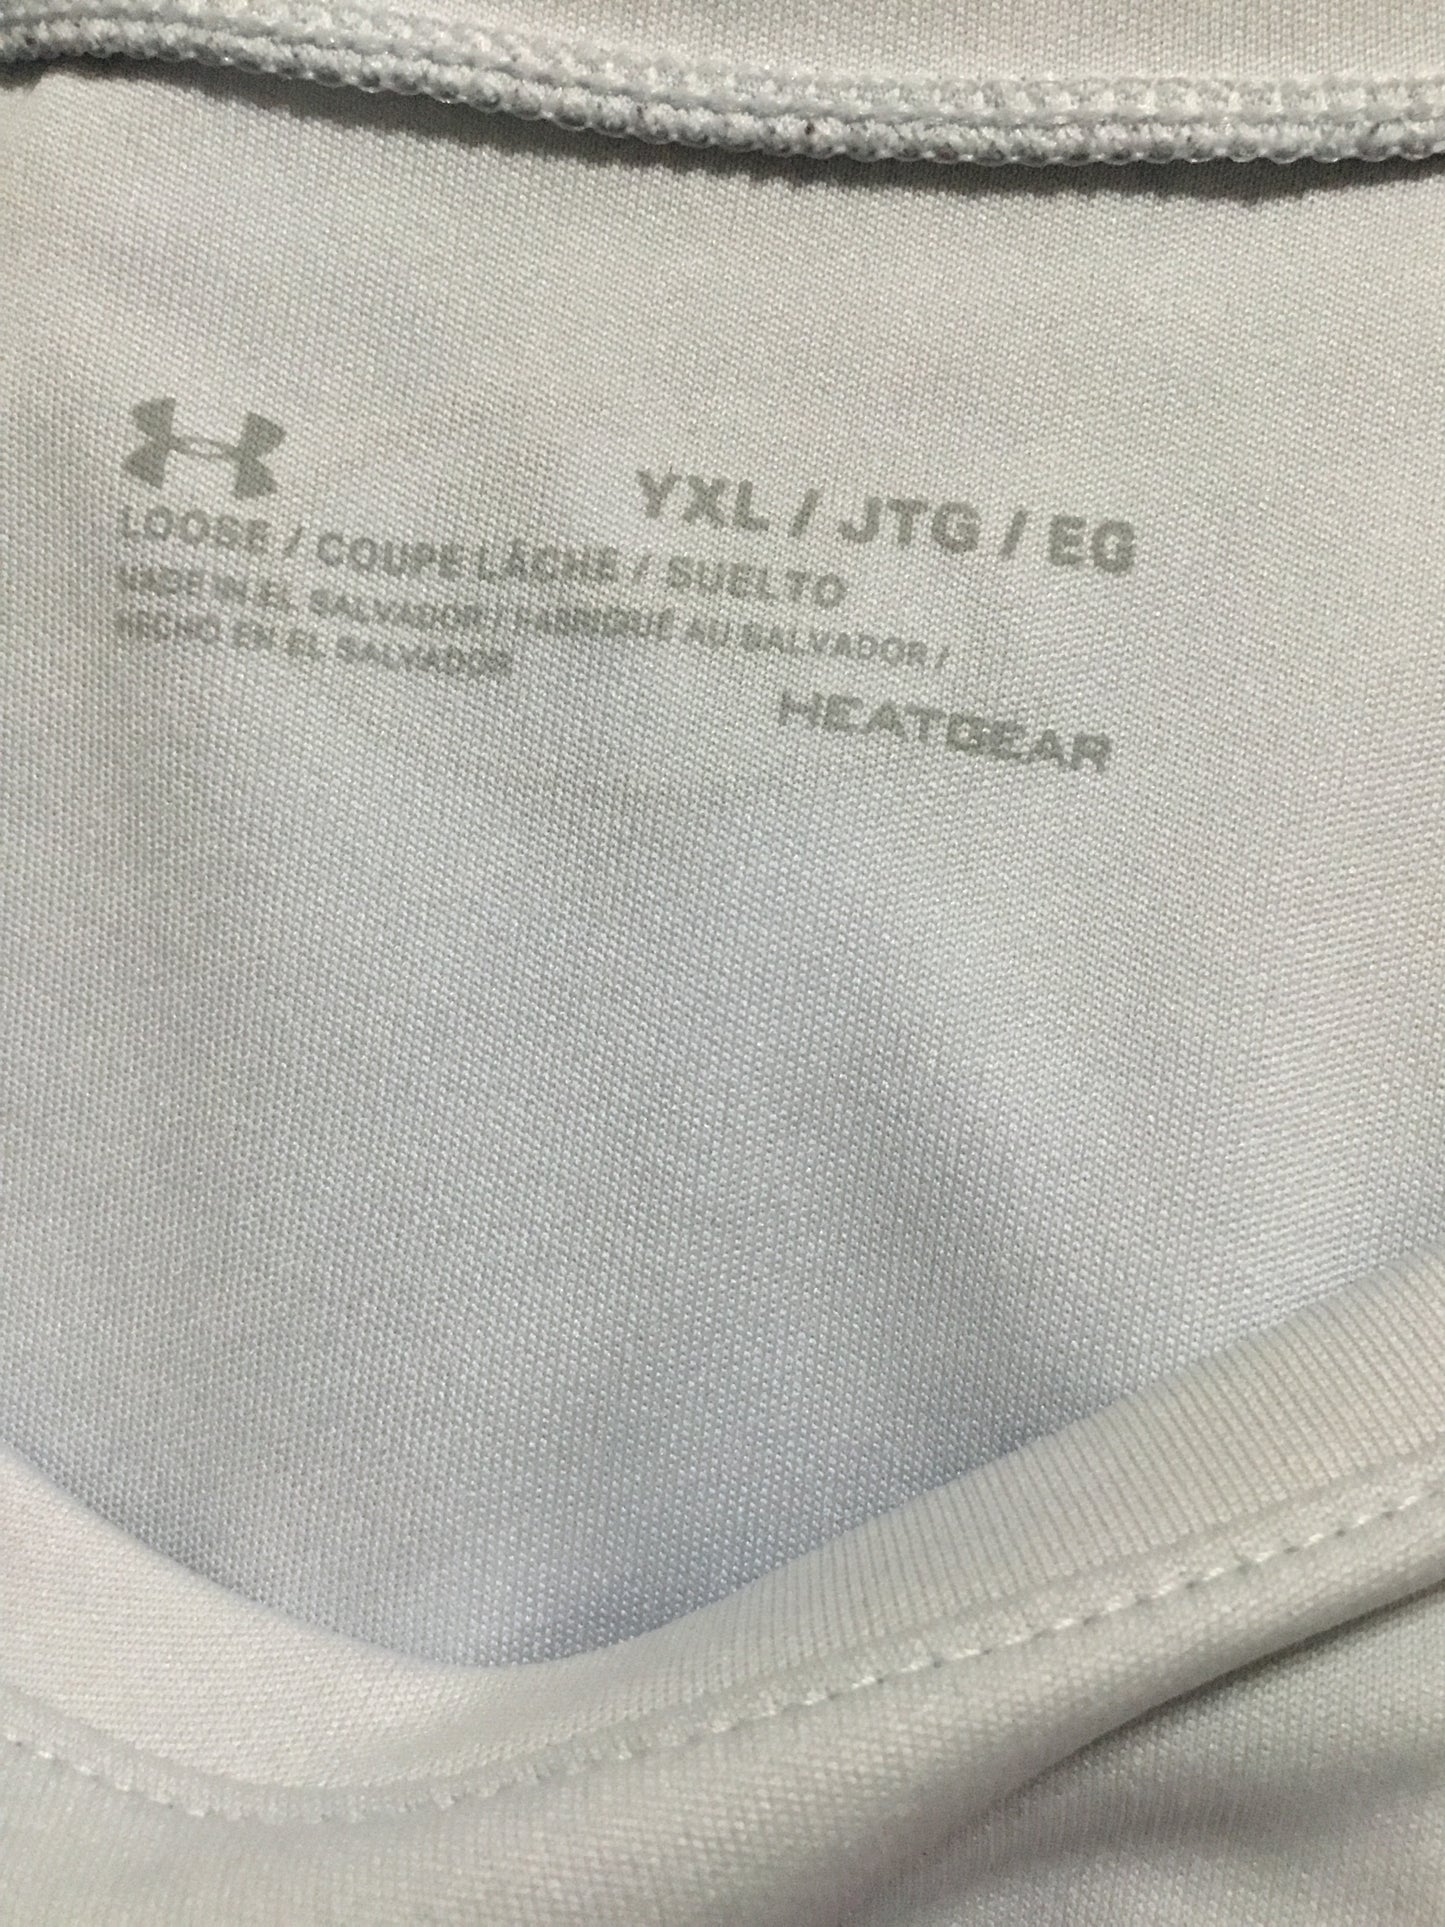 YXL / JTG / EG
LOOSE / COUPE LÂCHE / SUELTO
MADE IN EL SALVADOR / FABRIQUÉ AU SALVADOR /
HECHO EN EL SALVADOR
HEATGEAR